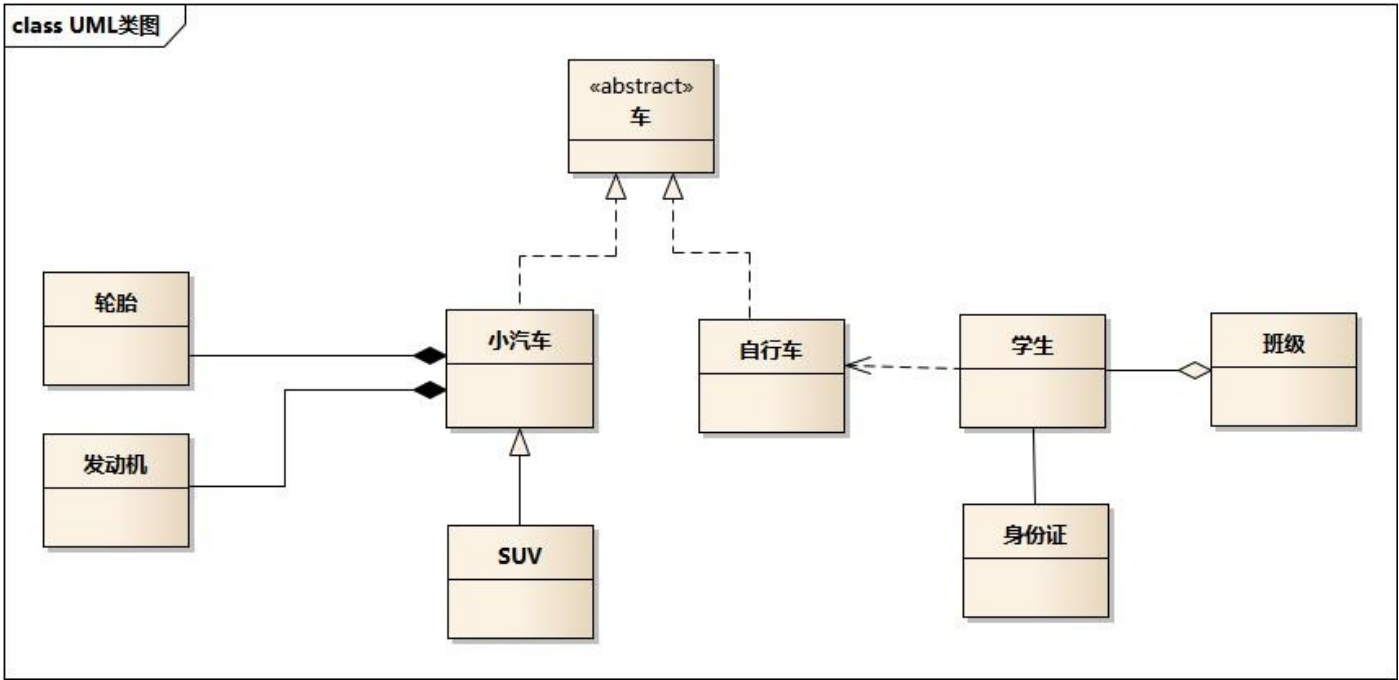 class UML类图
«abstract»
车
轮胎
小汽车
自行车
学生
班级
发动机
SUV
身份证